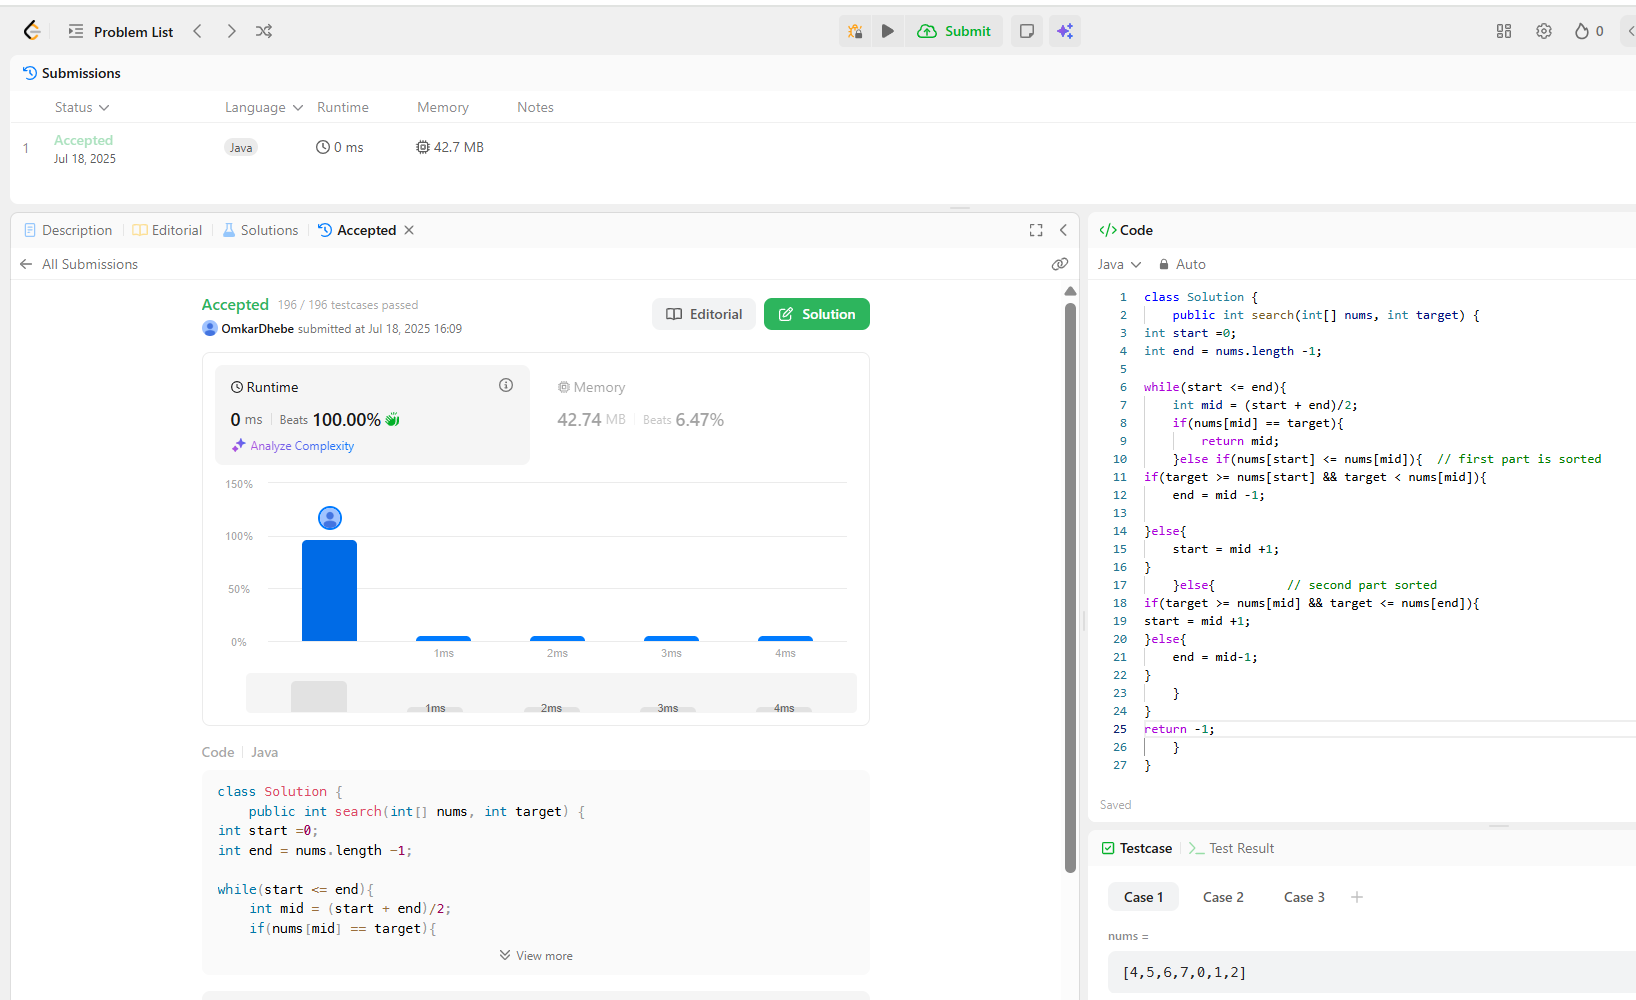 Problem List
Submit
0
Submissions
Status Language Runtime Memory Notes
1 Accepted Java 0 ms 42.7 MB
Jul 18, 2025
Description Editorial Solutions Accepted
All Submissions
Accepted 196 / 196 testcases passed
OmkarDhebe submitted at Jul 18, 2025 16:09
Editorial
Solution
Runtime
0 ms Beats 100.00%
Analyze Complexity
Memory
42.74 MB Beats 6.47%
150%
100%
50%
0%
1ms 2ms 3ms 4ms
1ms 2ms 3ms 4ms
Code Java
class Solution {
    public int search(int[] nums, int target) {
int start =0;
int end = nums.length -1;
while(start <= end){
    int mid = (start + end)/2;
    if(nums[mid] == target){
View more
</> Code
Java Auto
1 class Solution {
2     public int search(int[] nums, int target) {
3 int start =0;
4 int end = nums.length -1;
5
6 while(start <= end){
7     int mid = (start + end)/2;
8     if(nums[mid] == target){
9         return mid;
10     }else if(nums[start] <= nums[mid]){  // first part is sorted
11 if(target >= nums[start] && target < nums[mid]){
12     end = mid -1;
13
14 }else{
15     start = mid +1;
16 }
17     }else{          // second part sorted
18 if(target >= nums[mid] && target <= nums[end]){
19 start = mid +1;
20 }else{
21     end = mid-1;
22 }
23     }
24 }
25 return -1;
26     }
27 }
Saved
Testcase >_ Test Result
Case 1 Case 2 Case 3 +
nums =
[4,5,6,7,0,1,2]